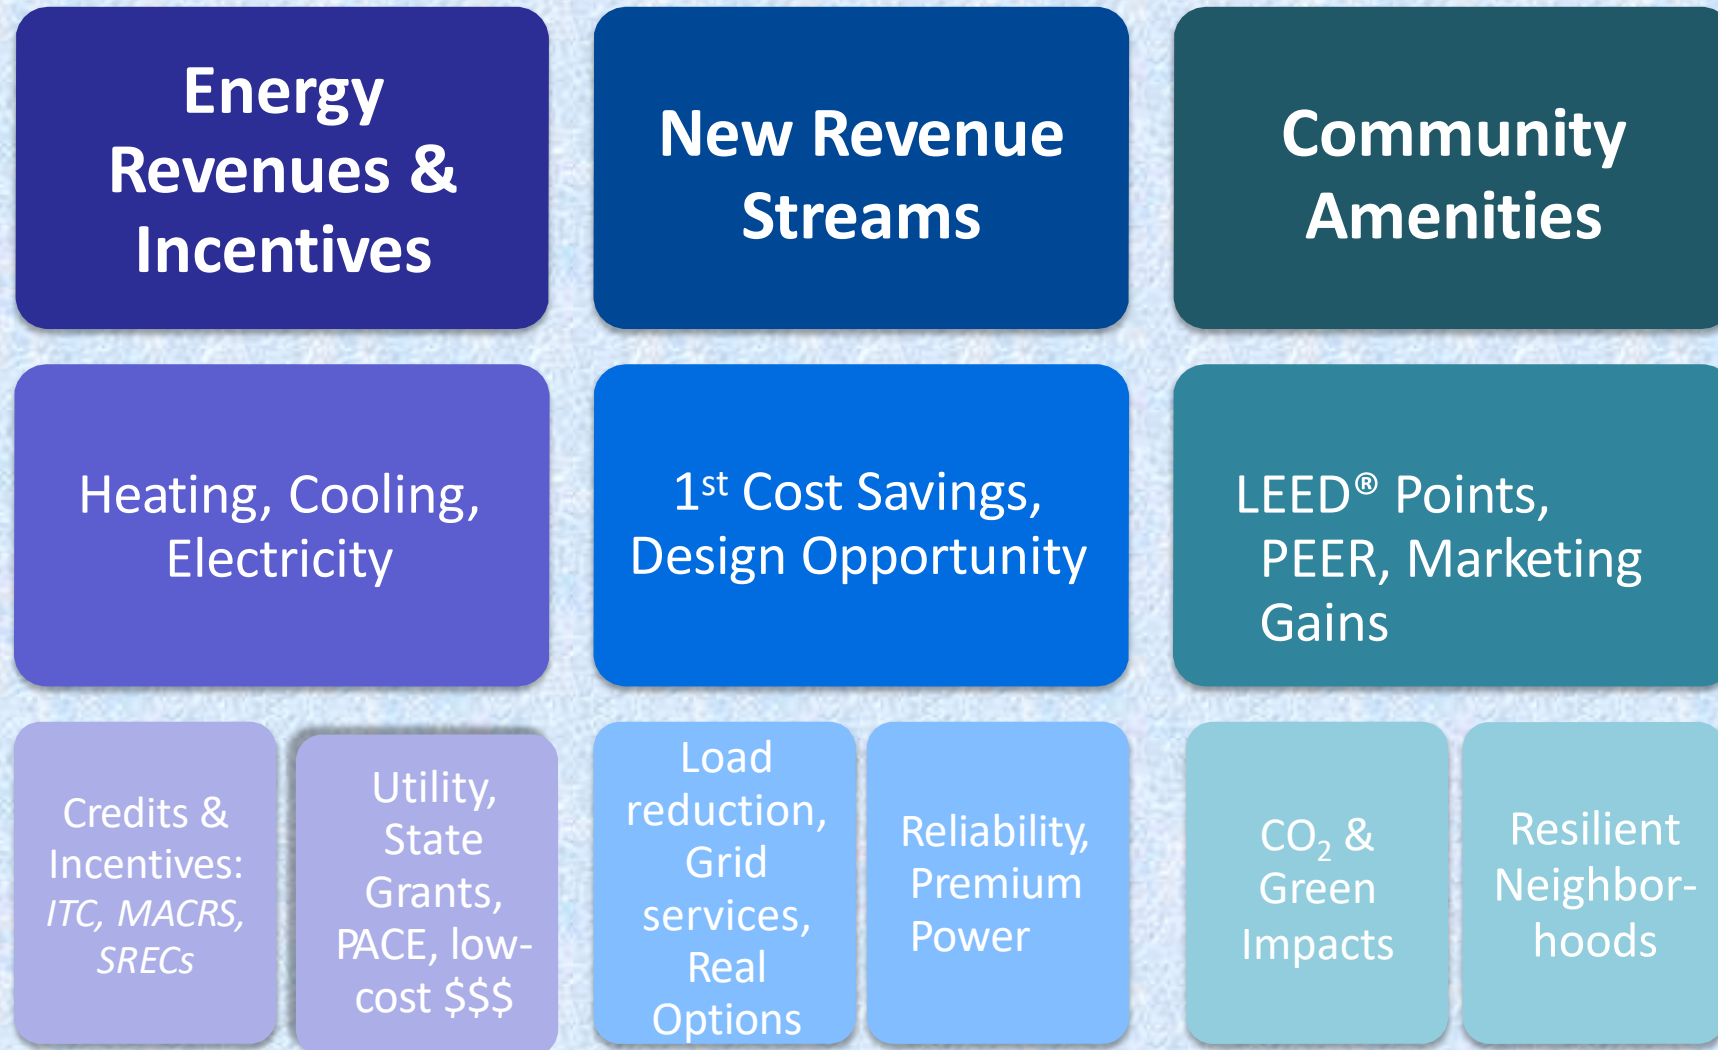 Energy
Revenues &
Incentives
New Revenue
Streams
Community
Amenities
Heating, Cooling,
Electricity
1st Cost Savings,
Design Opportunity
LEED® Points,
PEER, Marketing
Gains
Credits &
Incentives:
ITC, MACRS,
SRECs
Utility,
State
Grants,
PACE, low-
cost $$$
Load
reduction,
Grid
services,
Real
Options
Reliability,
Premium
Power
CO₂ &
Green
Impacts
Resilient
Neighbor-
hoods